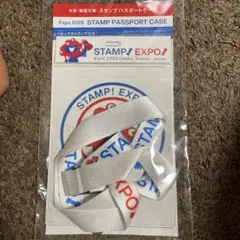 大阪・関西万博・スタンプパスポートケース
Expo 2025 STAMP PASSPORT CASE
STAMP! EXPO!
Expo 2025 Osaka, Kansai, Japan
STAMP! EXPO
STAMP
EXPO!